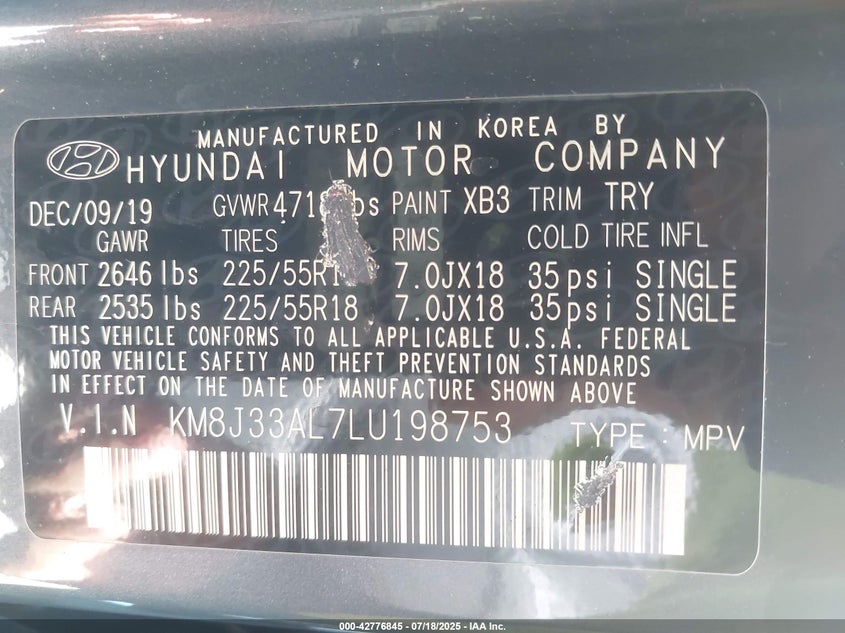 MANUFACTURED IN KOREA BY
HYUNDAI MOTOR COMPANY
DEC/09/19 GVWR PAINT XB3 TRIM TRY
GAWR TIRES RIMS COLD TIRE INFL
FRONT 2646 lbs 7.0JX18 35psi SINGLE
REAR 2535 lbs 225/55R18 7.0JX18 35psi SINGLE
THIS VEHICLE CONFORMS TO ALL APPLICABLE U.S.A. FEDERAL
MOTOR VEHICLE SAFETY AND THEFT PREVENTION STANDARDS
IN EFFECT ON THE DATE OF MANUFACTURE SHOWN ABOVE
V.I.N KM8J33AL7LU198753 TYPE : MPV
000-42776845 - 07/18/2025 - IAA Inc.